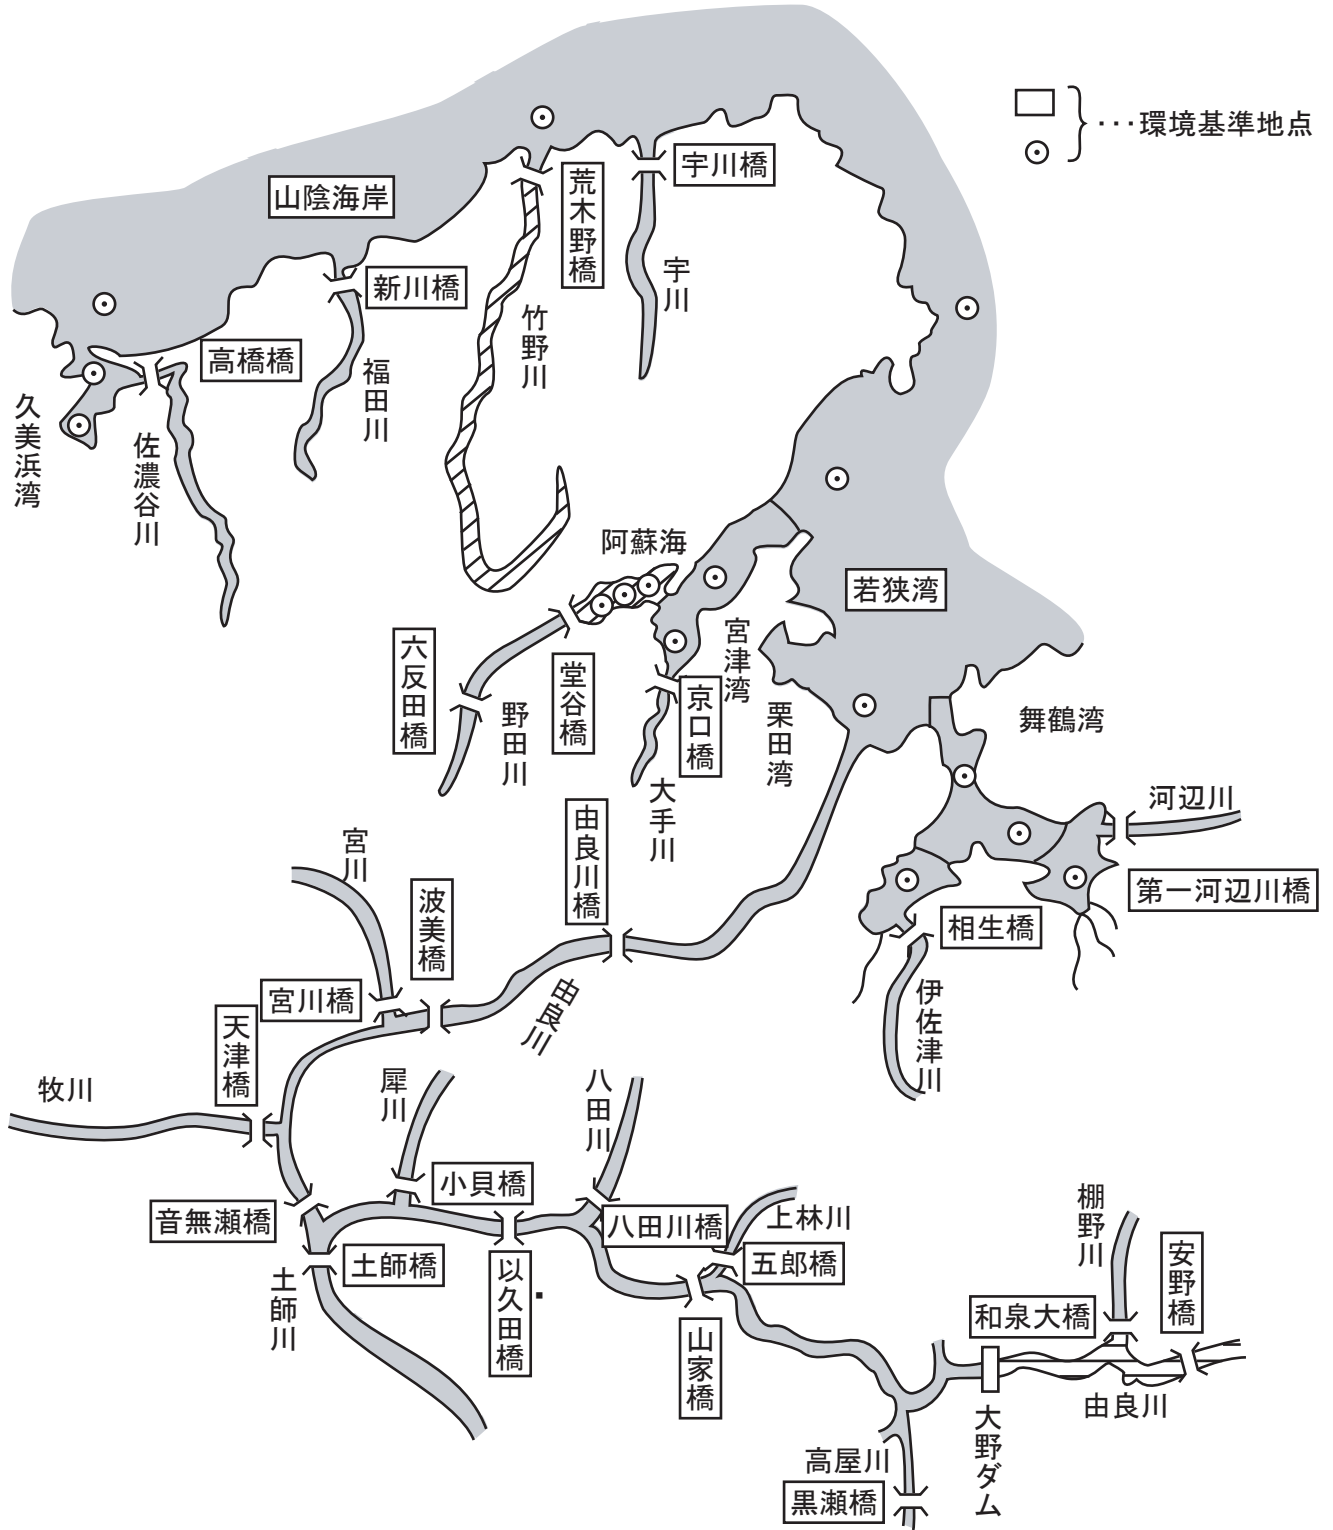 ･･･環境基準地点
山陰海岸
荒木野橋
宇川橋
新川橋
宇川
竹野川
高橋橋
福田川
久美浜湾
佐濃谷川
阿蘇海
若狭湾
宮津湾
六反田橋
堂谷橋
京口橋
野田川
栗田湾
舞鶴湾
大手川
河辺川
由良川橋
宮川
波美橋
第一河辺川橋
相生橋
宮川橋
由良川
伊佐津川
天津橋
牧川
犀川
八田川
小貝橋
音無瀬橋
八田川橋
上林川
棚野川
安野橋
土師橋
五郎橋
以久田橋
土師川
和泉大橋
山家橋
由良川
大野ダム
高屋川
黒瀬橋